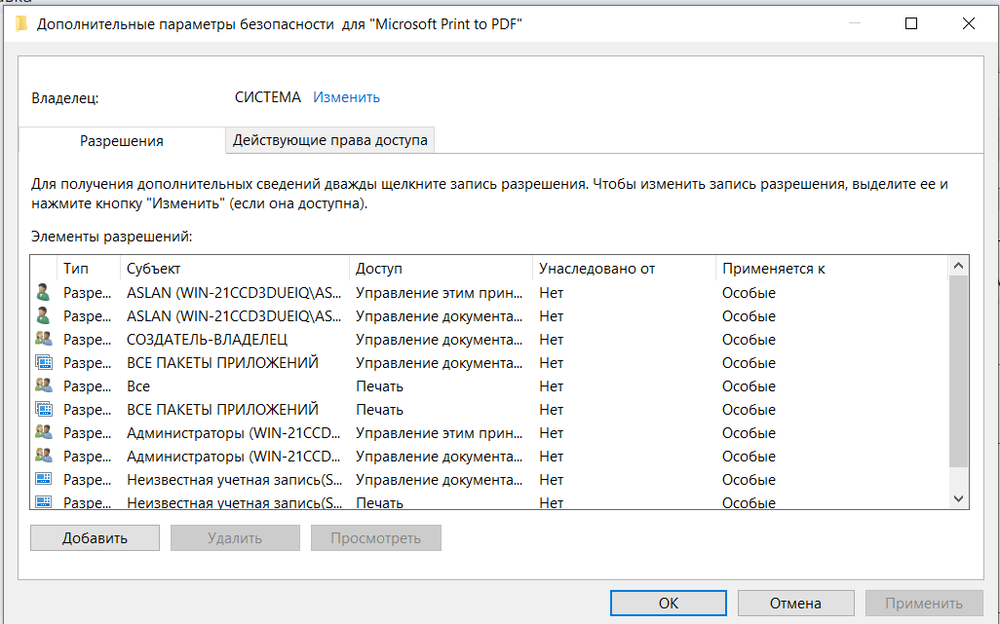 Дополнительные параметры безопасности для "Microsoft Print to PDF"
Владелец: СИСТЕМА Изменить
Разрешения Действующие права доступа
Для получения дополнительных сведений дважды щелкните запись разрешения. Чтобы изменить запись разрешения, выделите ее и
нажмите кнопку "Изменить" (если она доступна).
Элементы разрешений:
Тип Субъект Доступ Унаследовано от Применяется к
Разре... ASLAN (WIN-21CCD3DUEIQ\AS... Управление этим прин... Нет Особые
Разре... ASLAN (WIN-21CCD3DUEIQ\AS... Управление документа... Нет Особые
Разре... СОЗДАТЕЛЬ-ВЛАДЕЛЕЦ Управление документа... Нет Особые
Разре... ВСЕ ПАКЕТЫ ПРИЛОЖЕНИЙ Управление документа... Нет Особые
Разре... Все Печать Нет Особые
Разре... ВСЕ ПАКЕТЫ ПРИЛОЖЕНИЙ Печать Нет Особые
Разре... Администраторы (WIN-21CCD... Управление этим прин... Нет Особые
Разре... Администраторы (WIN-21CCD... Управление документа... Нет Особые
Разре... Неизвестная учетная запись(S... Управление документа... Нет Особые
Разре... Неизвестная учетная запись(S... Печать Нет Особые
Добавить Удалить Просмотреть
ОК Отмена Применить